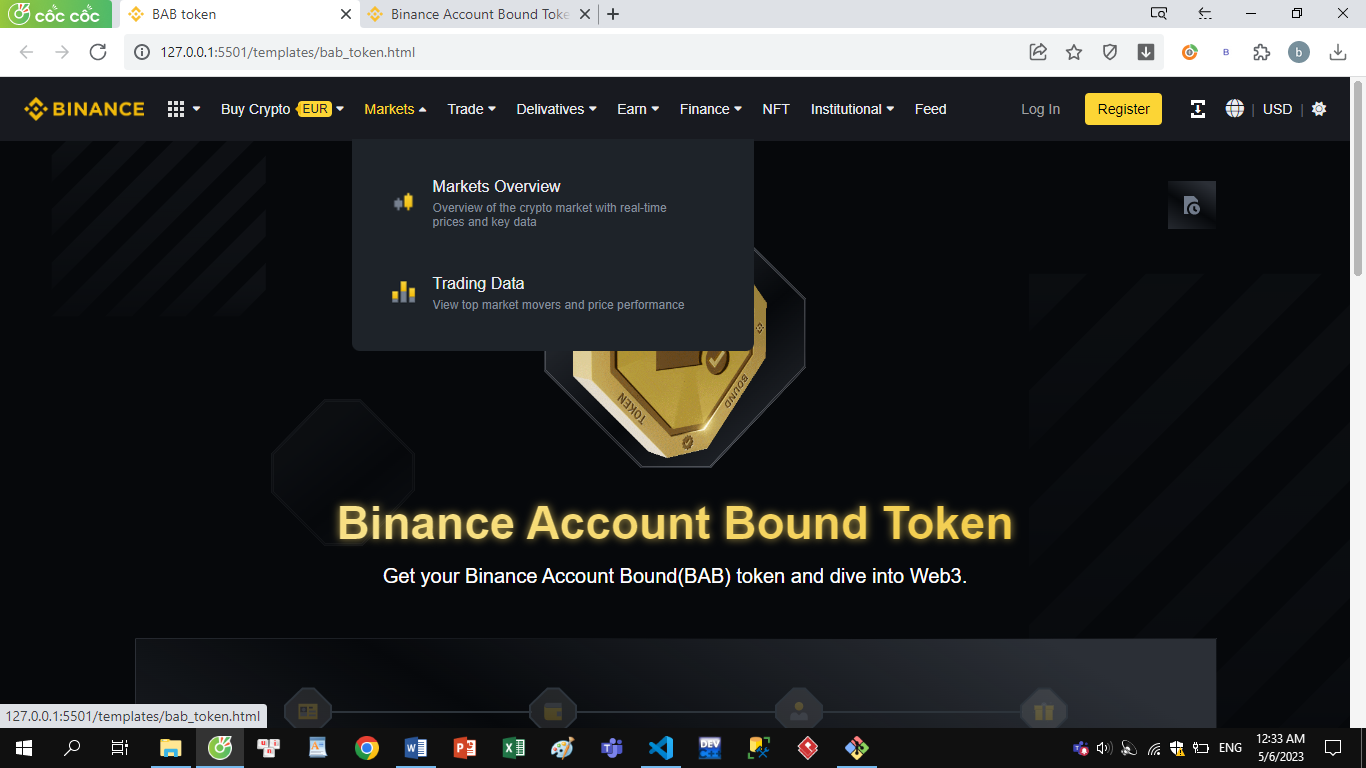 CỐC CỐC
BAB token
Binance Account Bound Toke
127.0.0.1:5501/templates/bab_token.html
B
b
BINANCE
Buy Crypto EUR
Markets
Trade
Delivatives
Earn
Finance
NFT
Institutional
Feed
Log In
Register
USD
Markets Overview
Overview of the crypto market with real-time
prices and key data
Trading Data
View top market movers and price performance
TOKEN
BOUND
Binance Account Bound Token
Get your Binance Account Bound(BAB) token and dive into Web3.
127.0.0.1:5501/templates/bab_token.html
DEV
ENG
12:33 AM
5/6/2023